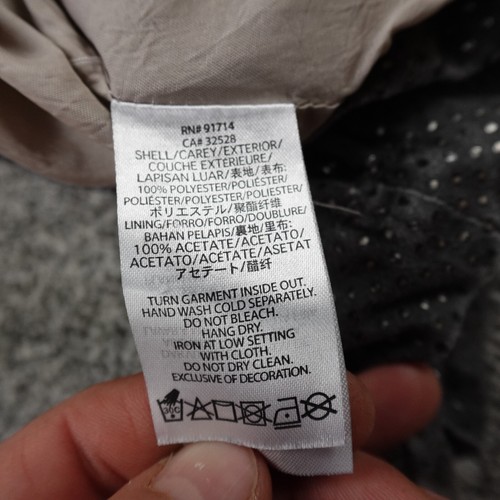 RN# 91714
CA# 32528
SHELL/CAREY/EXTERIOR/
COUCHE EXTERIEURE/
LAPISAN LUAR/表地/表布:
100% POLYESTER/POLIESTER/
POLIÉSTER/POLYESTER/POLIESTER/
ポリエステル/聚酯纤维
LINING/FORRO/FORRO/DOUBLURE/
BAHAN PELAPIS/裏地/里布:
100% ACETATE/ACETATO/
ACETATO/ACÉTATE/ASETAT
アセテート/醋纤
TURN GARMENT INSIDE OUT.
HAND WASH COLD SEPARATELY.
DO NOT BLEACH.
HANG DRY.
IRON AT LOW SETTING
WITH CLOTH.
DO NOT DRY CLEAN.
EXCLUSIVE OF DECORATION.
30C